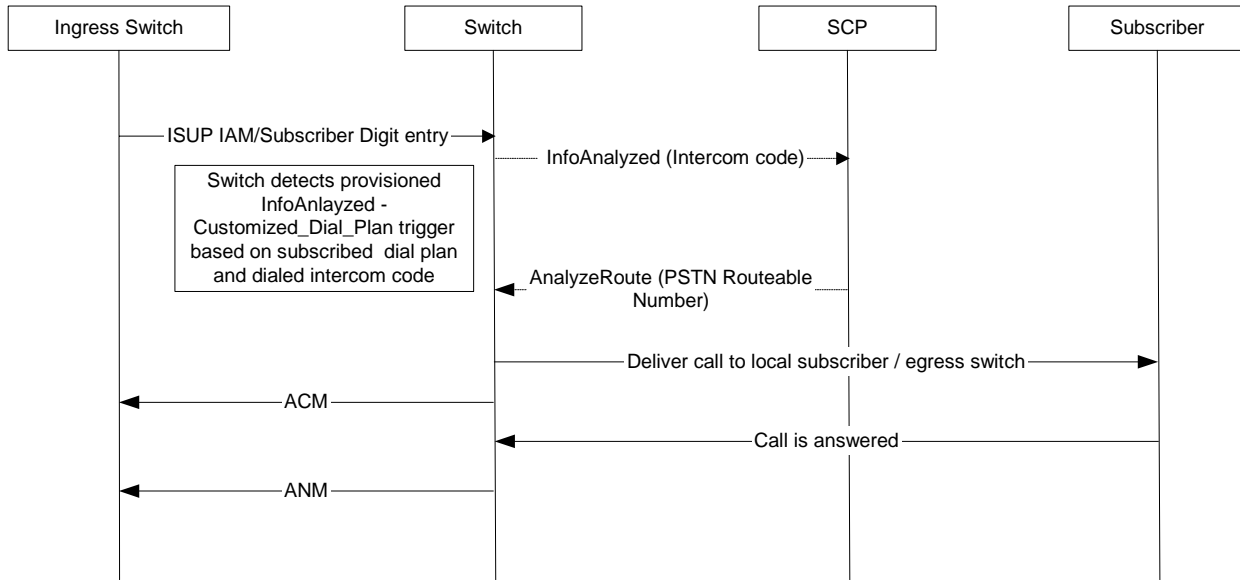 Ingress Switch
Switch
SCP
Subscriber
ISUP IAM/Subscriber Digit entry
InfoAnalyzed (Intercom code)
Switch detects provisioned
InfoAnlayzed -
Customized_Dial_Plan trigger
based on subscribed dial plan
and dialed intercom code
AnalyzeRoute (PSTN Routeable
Number)
Deliver call to local subscriber / egress switch
ACM
Call is answered
ANM